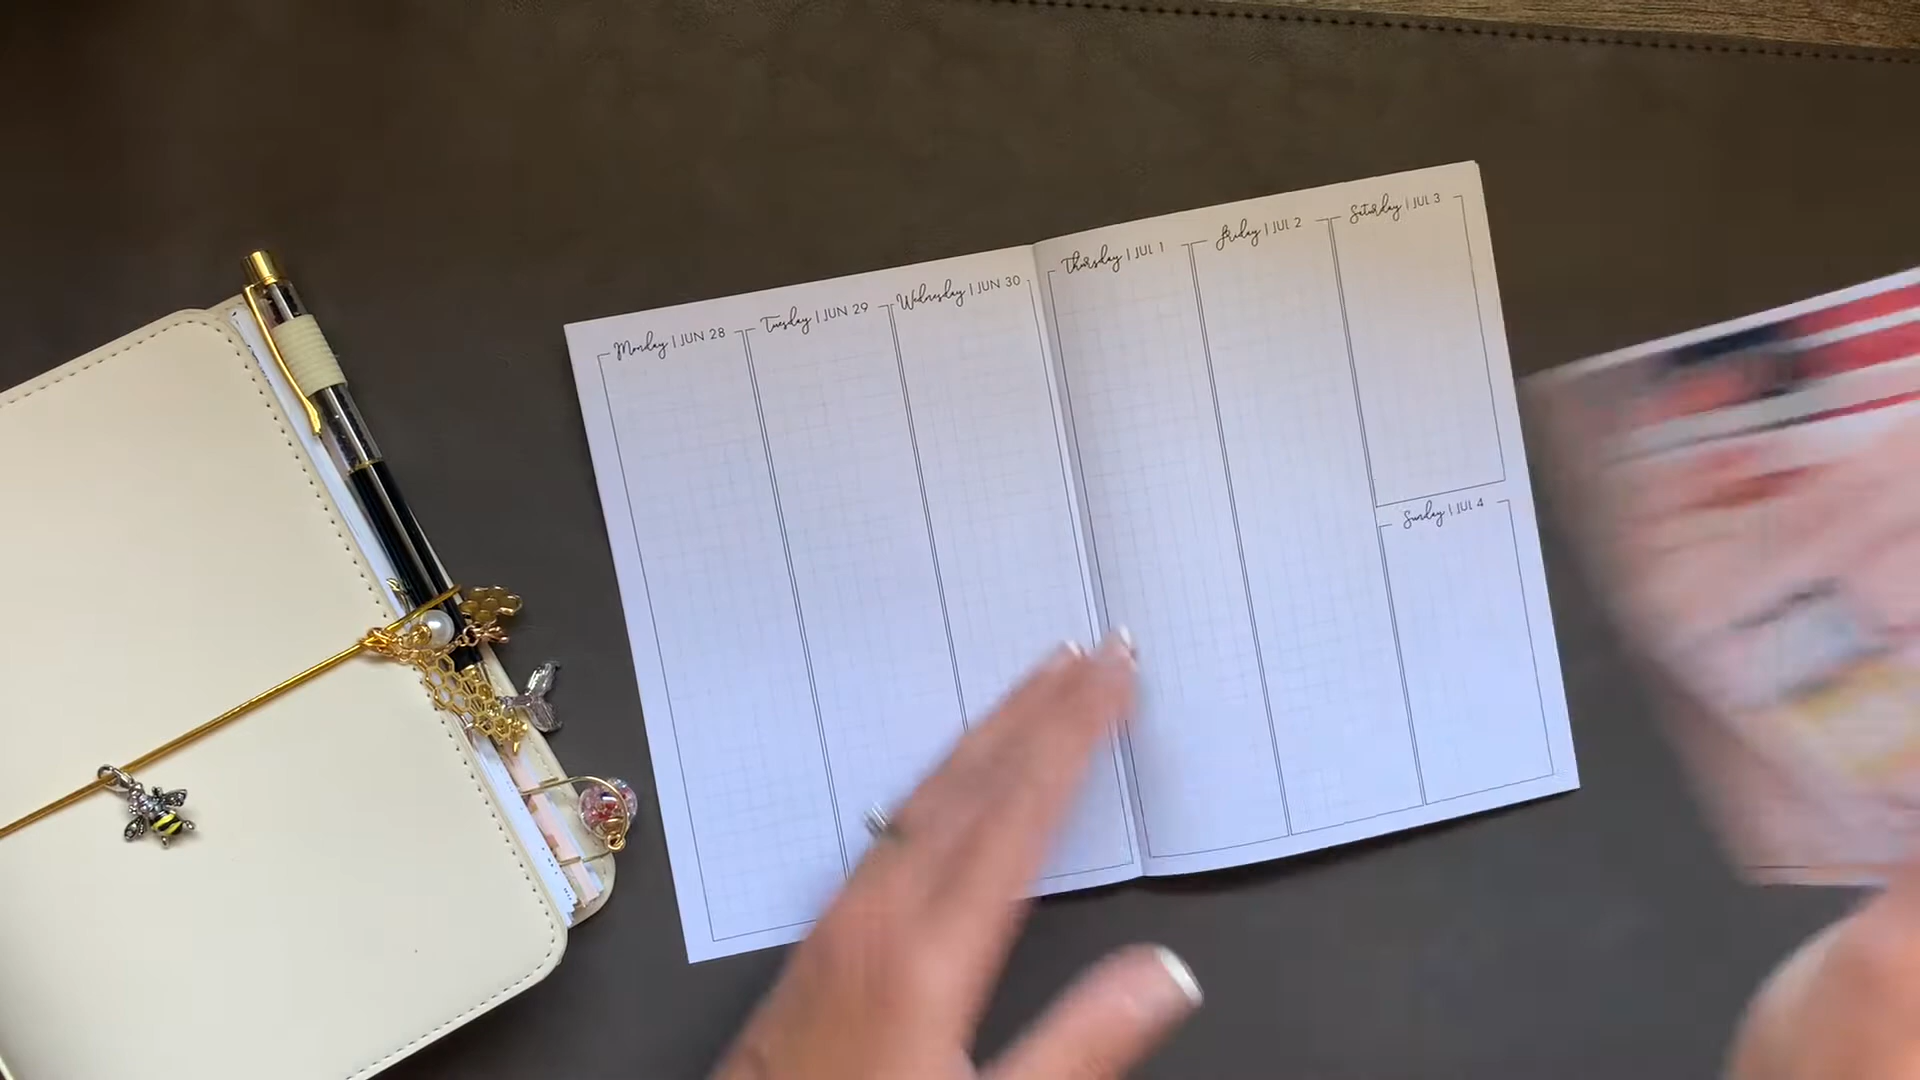 Monday | JUN 28
Tuesday | JUN 29
Wednesday | JUN 30
Thursday | JUL 1
Friday | JUL 2
Saturday | JUL 3
Sunday | JUL 4